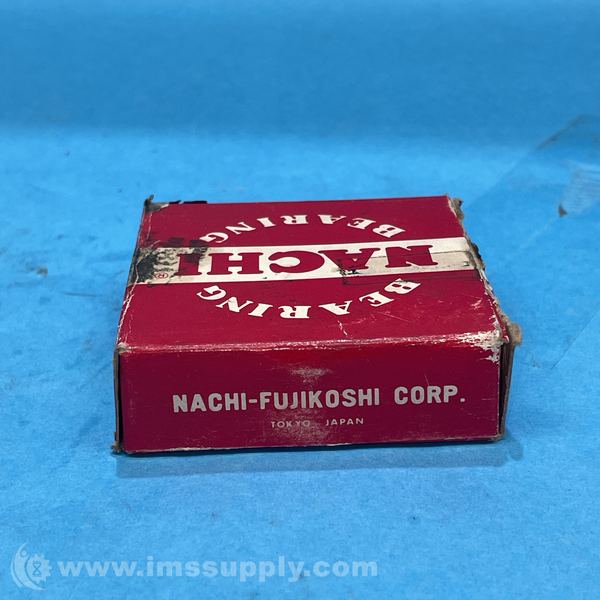 BEARING
NACHI®
BEARING
NACHI-FUJIKOSHI CORP.
TOKYO JAPAN
www.imssupply.com